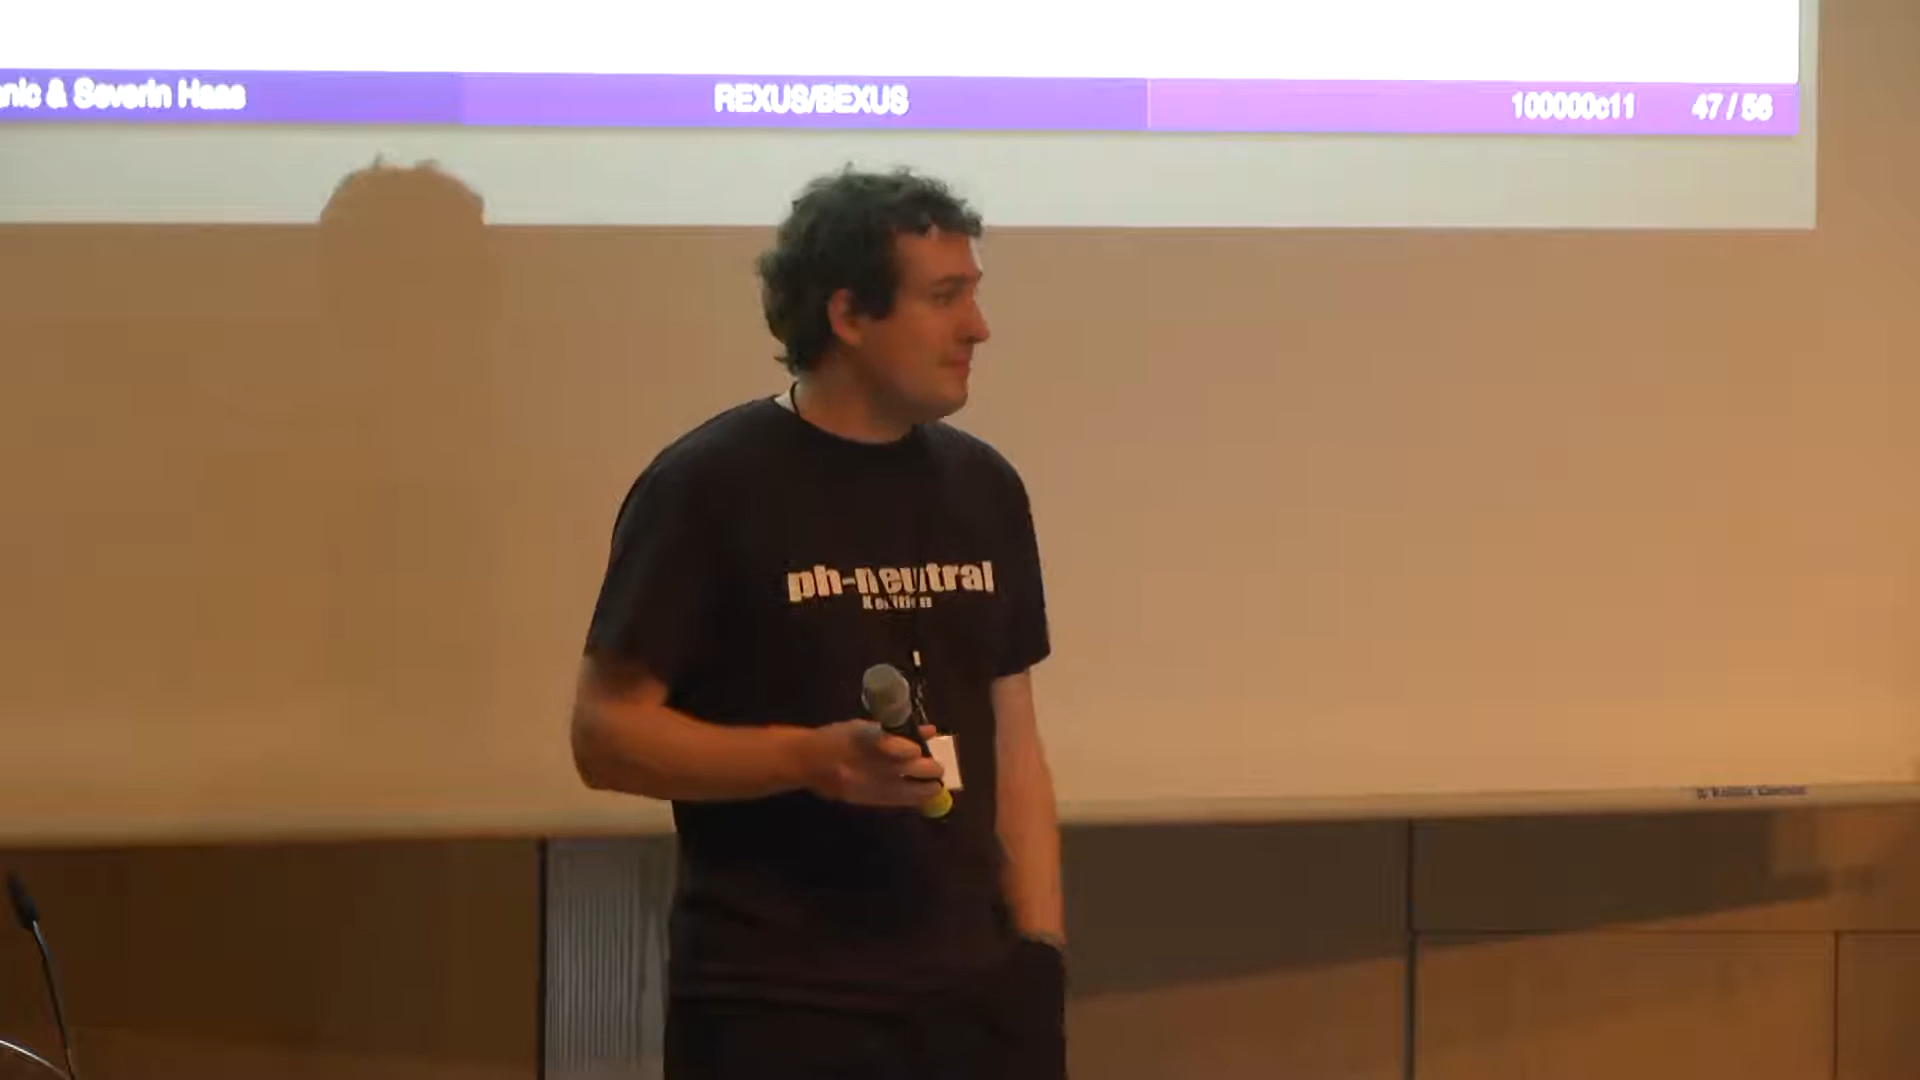 & Severin Haas
REXUS/BEXUS
100000c11
47 / 56
ph-neutral